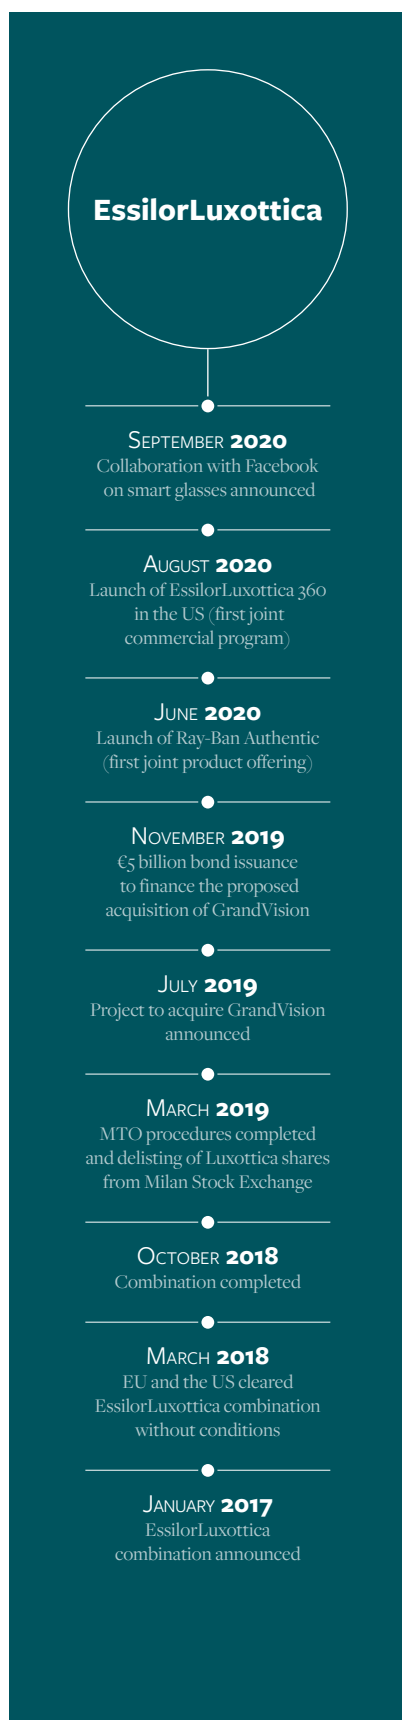 EssilorLuxottica
September 2020
Collaboration with Facebook
on smart glasses announced
August 2020
Launch of EssilorLuxottica 360
in the US (first joint
commercial program)
June 2020
Launch of Ray-Ban Authentic
(first joint product offering)
November 2019
€5 billion bond issuance
to finance the proposed
acquisition of GrandVision
July 2019
Project to acquire GrandVision
announced
March 2019
MTO procedures completed
and delisting of Luxottica shares
from Milan Stock Exchange
October 2018
Combination completed
March 2018
EU and the US cleared
EssilorLuxottica combination
without conditions
January 2017
EssilorLuxottica
combination announced